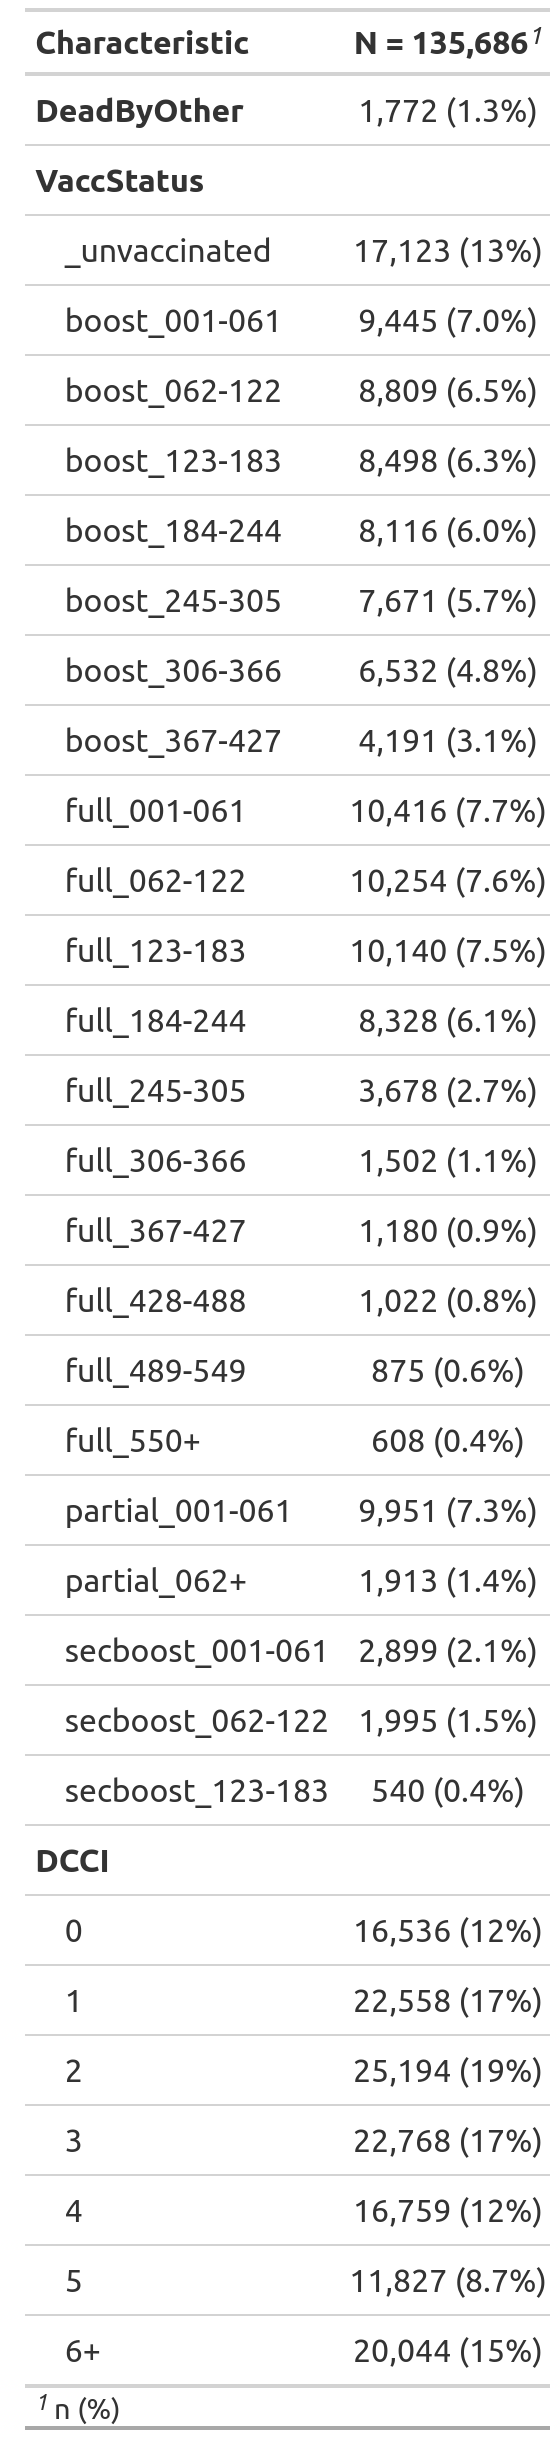 Characteristic N = 135,686 1
DeadByOther 1,772 (1.3%)
VaccStatus
_unvaccinated 17,123 (13%)
boost_001-061 9,445 (7.0%)
boost_062-122 8,809 (6.5%)
boost_123-183 8,498 (6.3%)
boost_184-244 8,116 (6.0%)
boost_245-305 7,671 (5.7%)
boost_306-366 6,532 (4.8%)
boost_367-427 4,191 (3.1%)
full_001-061 10,416 (7.7%)
full_062-122 10,254 (7.6%)
full_123-183 10,140 (7.5%)
full_184-244 8,328 (6.1%)
full_245-305 3,678 (2.7%)
full_306-366 1,502 (1.1%)
full_367-427 1,180 (0.9%)
full_428-488 1,022 (0.8%)
full_489-549 875 (0.6%)
full_550+ 608 (0.4%)
partial_001-061 9,951 (7.3%)
partial_062+ 1,913 (1.4%)
secboost_001-061 2,899 (2.1%)
secboost_062-122 1,995 (1.5%)
secboost_123-183 540 (0.4%)
DCCI
0 16,536 (12%)
1 22,558 (17%)
2 25,194 (19%)
3 22,768 (17%)
4 16,759 (12%)
5 11,827 (8.7%)
6+ 20,044 (15%)
1 n (%)